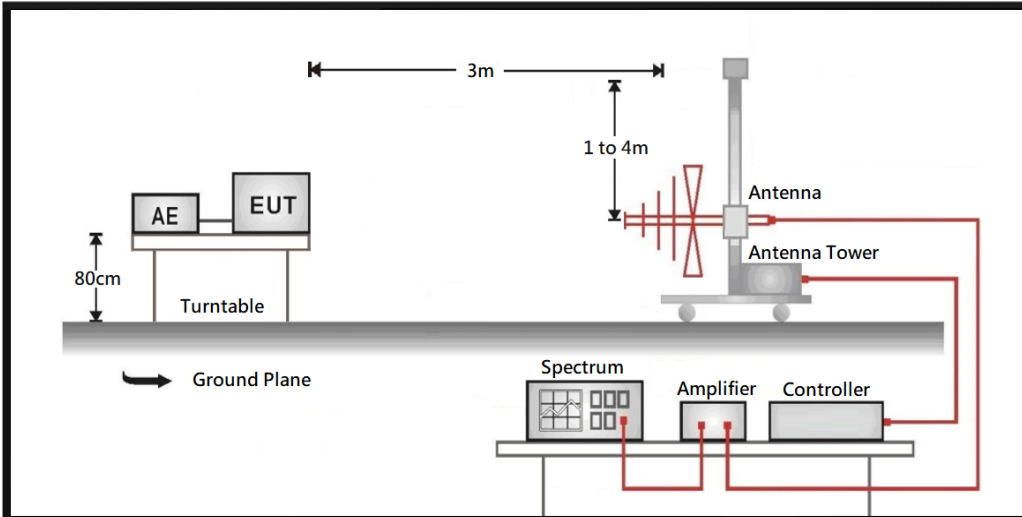 3m
1 to 4m
Antenna
AE
EUT
Antenna Tower
80cm
Turntable
Ground Plane
Spectrum
Amplifier
Controller